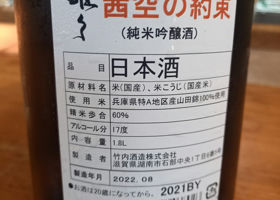 茜空の約束
(純米吟醸酒)
品目 日本酒
原材料名 米(国産)、米こうじ(国産米)
使用米 兵庫県特A地区産山田錦100%使用
精米歩合 60%
アルコール分 17度
内容量 1.8L
製造者 竹内酒造株式会社
滋賀県湖南市石部中央1丁目6番5号
製造年月 2022.08
●お酒は20歳になってから。 2021BY